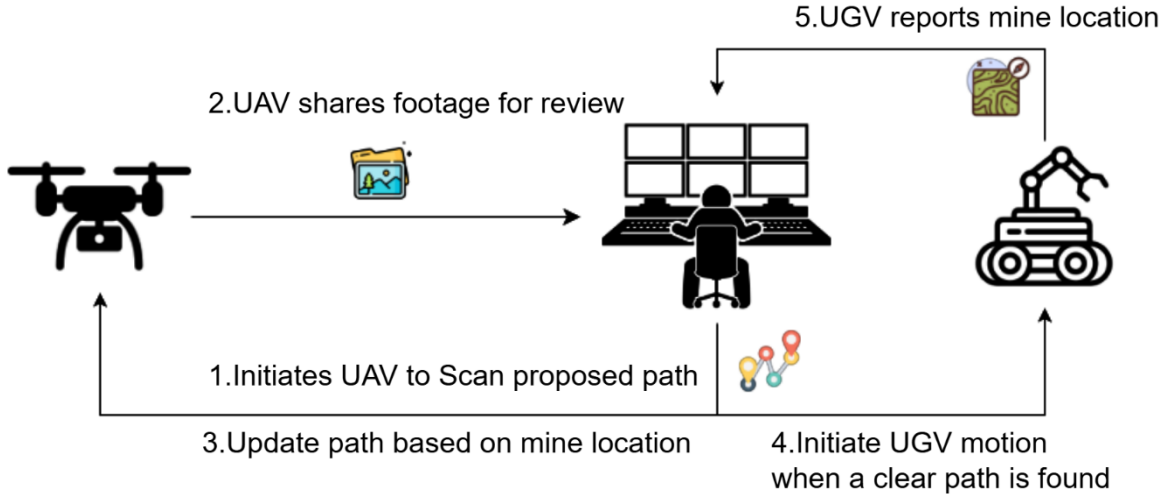 5.UGV reports mine location
2.UAV shares footage for review
1.Initiates UAV to Scan proposed path
3.Update path based on mine location
4.Initiate UGV motion
when a clear path is found